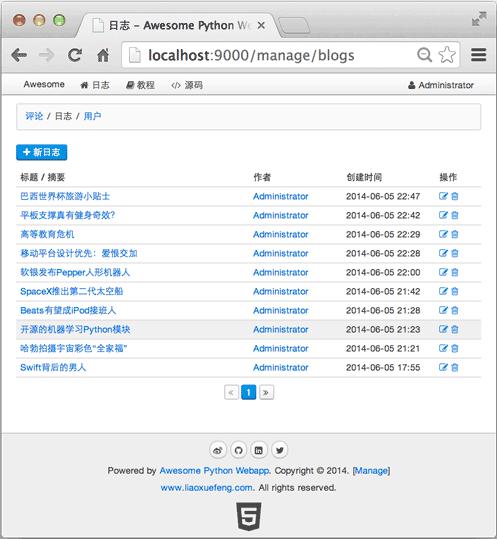 日志 - Awesome Python We
localhost:9000/manage/blogs
Awesome 日志 教程 源码 Administrator
评论 / 日志 / 用户
新日志
标题 / 摘要 作者 创建时间 操作
巴西世界杯旅游小贴士 Administrator 2014-06-05 22:47
平板支撑真有健身奇效? Administrator 2014-06-05 22:42
高等教育危机 Administrator 2014-06-05 22:29
移动平台设计优先：爱恨交加 Administrator 2014-06-05 22:28
软银发布Pepper人形机器人 Administrator 2014-06-05 22:00
SpaceX推出第二代太空船 Administrator 2014-06-05 21:42
Beats有望成iPod接班人 Administrator 2014-06-05 21:28
开源的机器学习Python模块 Administrator 2014-06-05 21:23
哈勃拍摄宇宙彩色“全家福” Administrator 2014-06-05 21:21
Swift背后的男人 Administrator 2014-06-05 17:55
« 1 »
Powered by Awesome Python Webapp. Copyright © 2014. [Manage]
www.liaoxuefeng.com. All rights reserved.
5